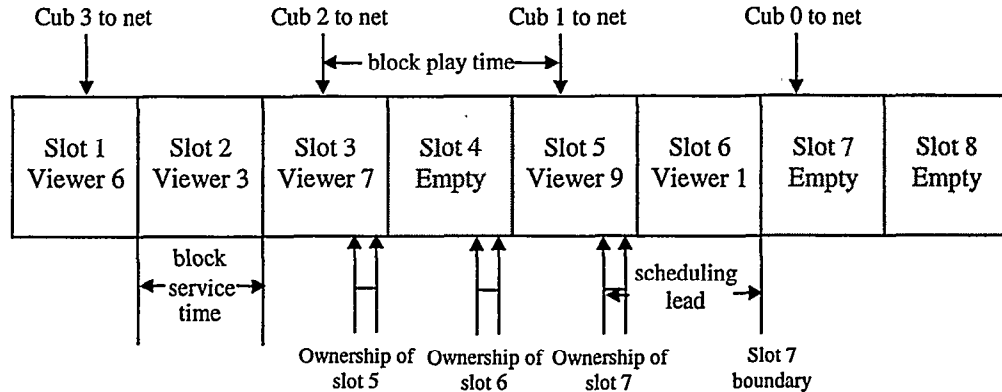 Cub 3 to net
Cub 2 to net
Cub 1 to net
Cub 0 to net
block play time
Slot 1
Viewer 6
Slot 2
Viewer 3
Slot 3
Viewer 7
Slot 4
Empty
Slot 5
Viewer 9
Slot 6
Viewer 1
Slot 7
Empty
Slot 8
Empty
block
service
time
scheduling
lead
Ownership of
slot 5
Ownership of
slot 6
Ownership of
slot 7
Slot 7
boundary